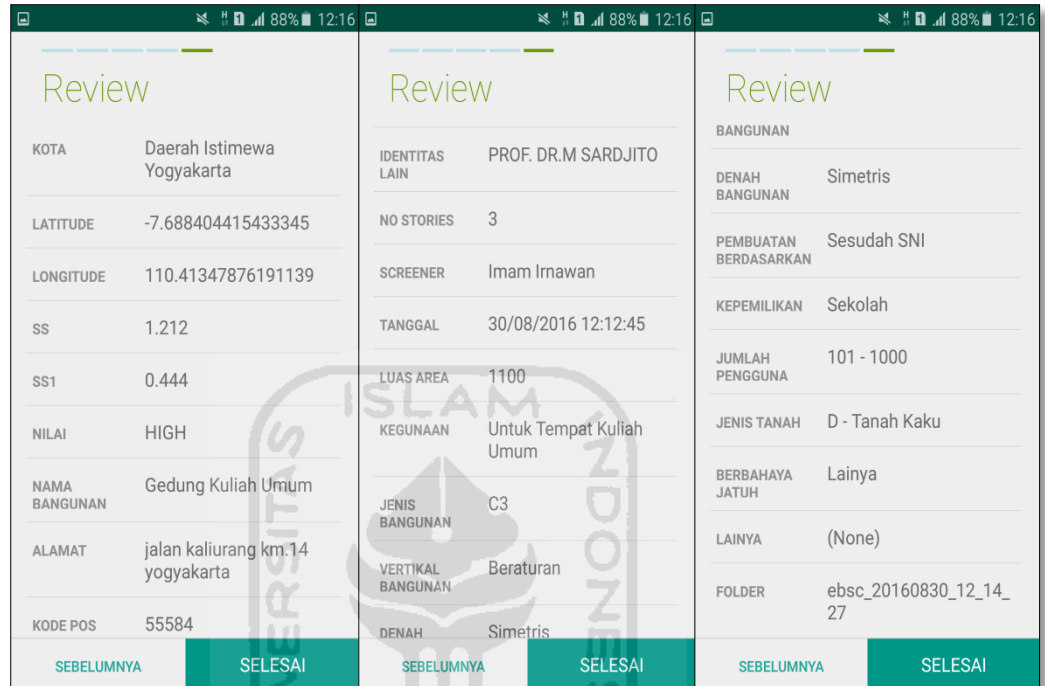 88% 12:16
Review
KOTA Daerah Istimewa
Yogyakarta
LATITUDE -7.688404415433345
LONGITUDE 110.41347876191139
SS 1.212
SS1 0.444
NILAI HIGH
NAMA
BANGUNAN Gedung Kuliah Umum
ALAMAT jalan kaliurang km.14
yogyakarta
KODE POS 55584
SEBELUMNYA SELESAI
88% 12:16
Review
IDENTITAS
LAIN PROF. DR.M SARDJITO
NO STORIES 3
SCREENER Imam Irnawan
TANGGAL 30/08/2016 12:12:45
LUAS AREA 1100
KEGUNAAN Untuk Tempat Kuliah
Umum
JENIS
BANGUNAN C3
VERTIKAL
BANGUNAN Beraturan
DENAH Simetris
SEBELUMNYA SELESAI
88% 12:16
Review
BANGUNAN
DENAH
BANGUNAN Simetris
PEMBUATAN
BERDASARKAN Sesudah SNI
KEPEMILIKAN Sekolah
JUMLAH
PENGGUNA 101 - 1000
JENIS TANAH D - Tanah Kaku
BERBAHAYA
JATUH Lainya
LAINYA (None)
FOLDER ebsc_20160830_12_14_
27
SEBELUMNYA SELESAI
ISLAM